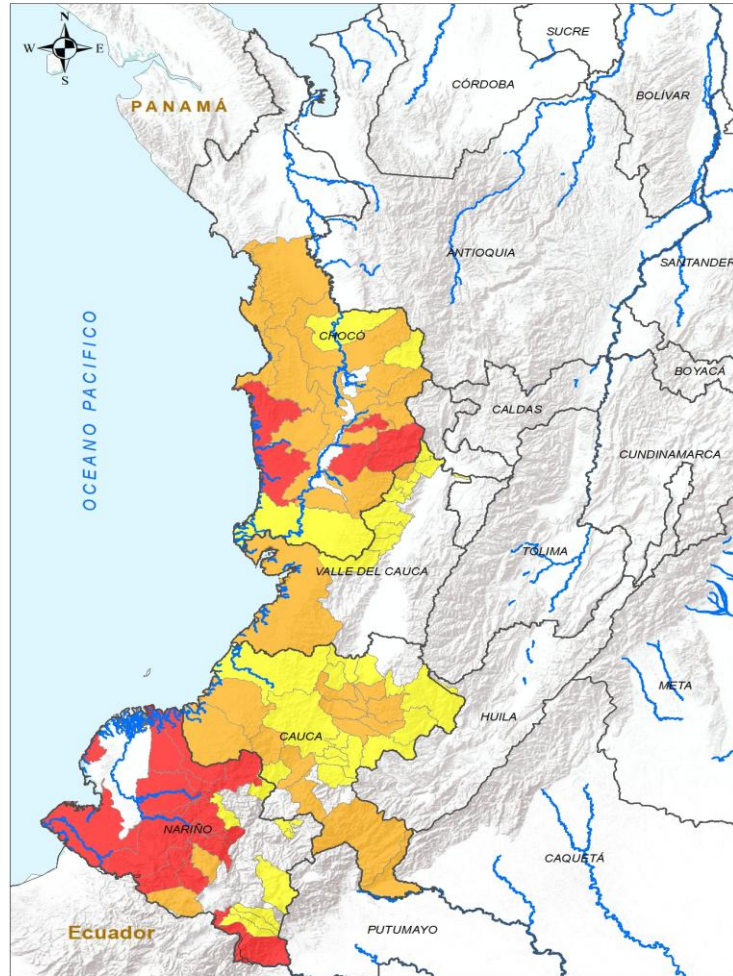 N
W E
S
PANAMÁ
SUCRE
CÓRDOBA
BOLÍVAR
ANTIOQUIA
SANTANDER
OCEANO PACIFICO
CHOCÓ
BOYACÁ
CALDAS
CUNDINAMARCA
TOLIMA
VALLE DEL CAUCA
META
HUILA
CAUCA
NARIÑO
CAQUETÁ
Ecuador
PUTUMAYO